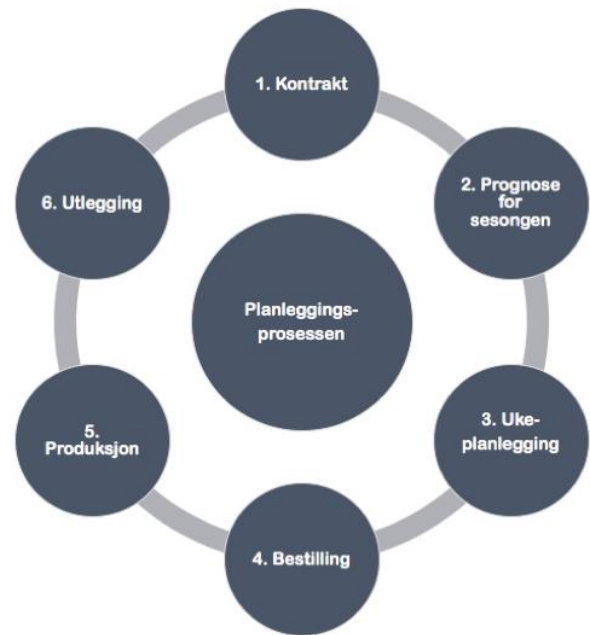 1. Kontrakt
2. Prognose
for
sesongen
3. Uke-
planlegging
4. Bestilling
5.
Produksjon
6. Utlegging
Planleggings-
prosessen